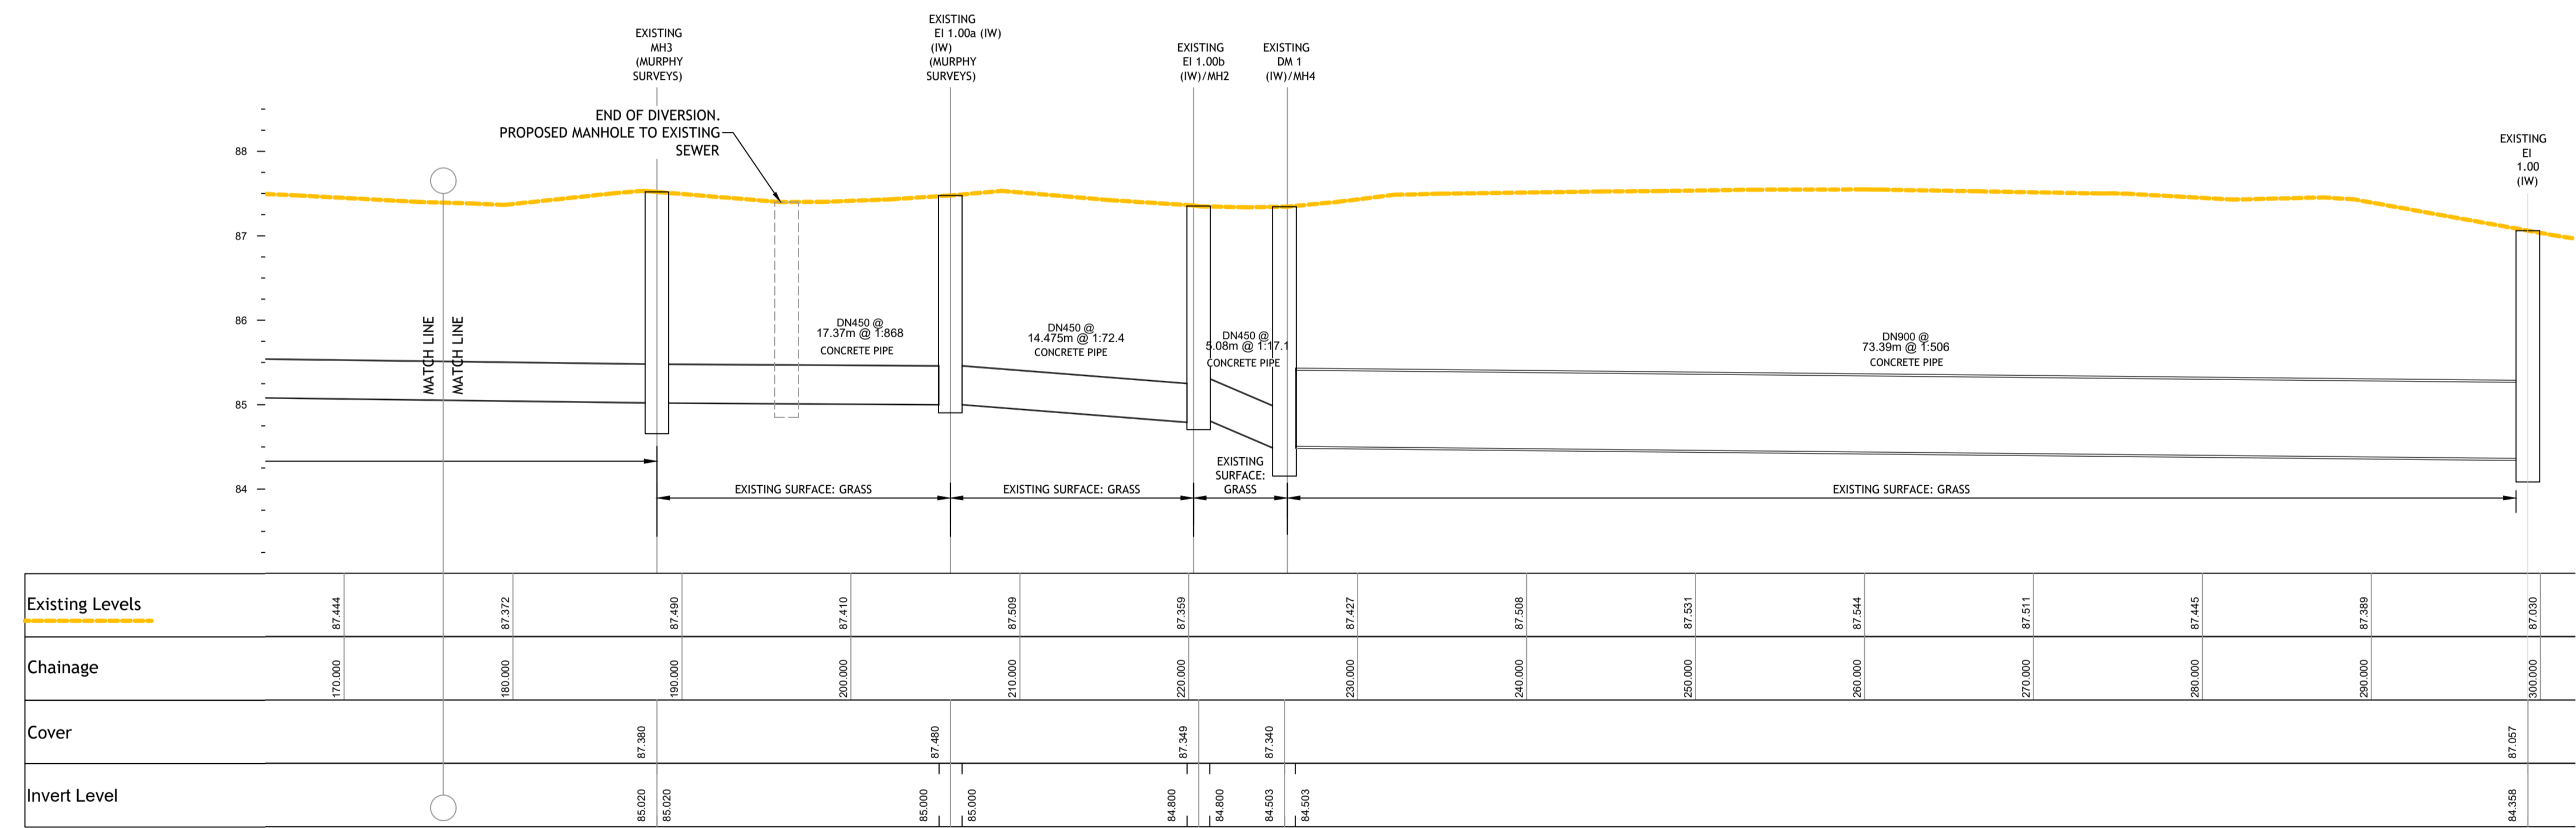 EXISTING
MH3
(MURPHY
SURVEYS)
EXISTING
EI 1.00a (IW)
(IW)
(MURPHY
SURVEYS)
EXISTING
EI 1.00b
(IW)/MH2
EXISTING
DM 1
(IW)/MH4
EXISTING
EI
1.00
(IW)
END OF DIVERSION.
PROPOSED MANHOLE TO EXISTING
SEWER
88
87
86
85
84
MATCH LINE
MATCH LINE
DN450 @
17.37m @ 1:868
CONCRETE PIPE
DN450 @
14.475m @ 1:72.4
CONCRETE PIPE
DN450 @
5.08m @ 1:17.1
CONCRETE PIPE
DN900 @
73.39m @ 1:506
CONCRETE PIPE
EXISTING SURFACE: GRASS
EXISTING SURFACE: GRASS
EXISTING
SURFACE:
GRASS
EXISTING SURFACE: GRASS
Existing Levels
87.444
87.372
87.490
87.410
87.509
87.359
87.427
87.508
87.531
87.544
87.511
87.445
87.389
87.030
Chainage
170.000
180.000
190.000
200.000
210.000
220.000
230.000
240.000
250.000
260.000
270.000
280.000
290.000
300.000
Cover
87.380
87.480
87.349
87.340
87.057
Invert Level
85.020
85.020
85.000
85.000
84.800
84.800
84.503
84.503
84.358